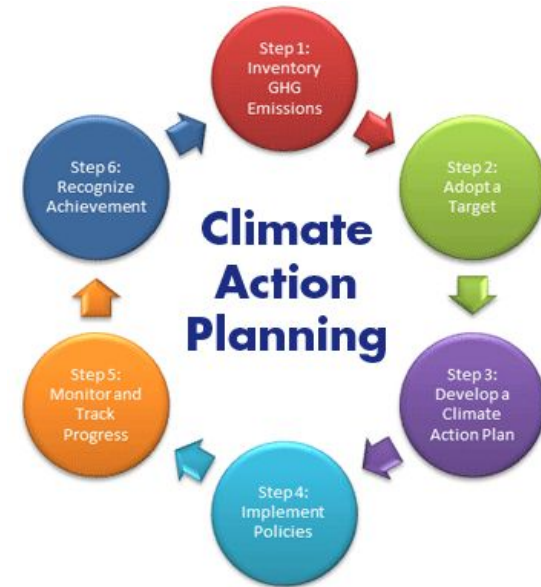 Step 1:
Inventory
GHG
Emissions
Step 2:
Adopt a
Target
Step 3:
Develop a
Climate
Action Plan
Step 4:
Implement
Policies
Step 5:
Monitor and
Track
Progress
Step 6:
Recognize
Achievement
Climate
Action
Planning